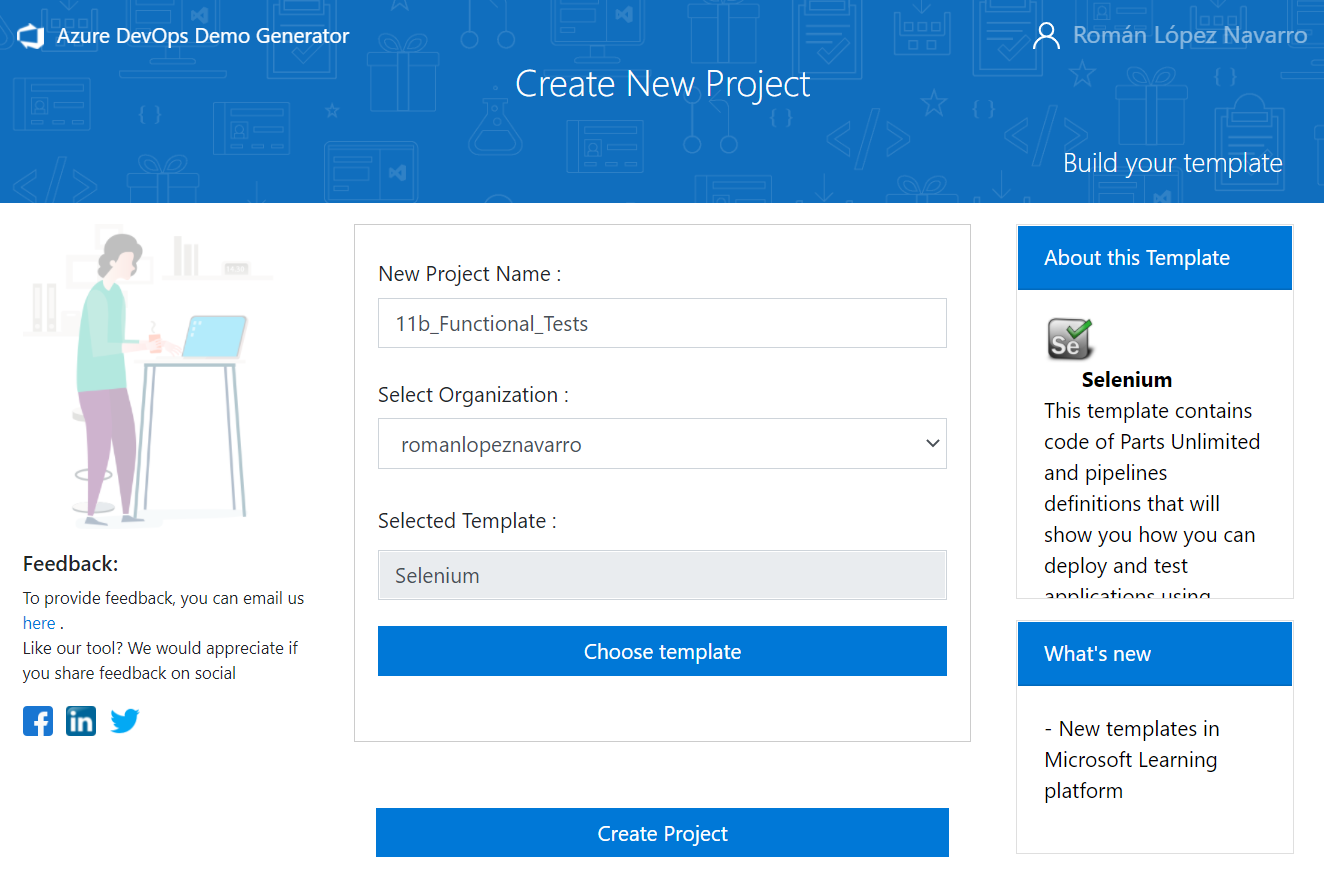 Azure DevOps Demo Generator
Román López Navarro
Create New Project
Build your template
New Project Name :
11b_Functional_Tests
Select Organization :
romanlopeznavarro
Selected Template :
Selenium
Choose template
Create Project
Feedback:
To provide feedback, you can email us
here .
Like our tool? We would appreciate if
you share feedback on social
f
in
About this Template
Se
Selenium
This template contains
code of Parts Unlimited
and pipelines
definitions that will
show you how you can
deploy and test
applications using
What's new
- New templates in
Microsoft Learning
platform